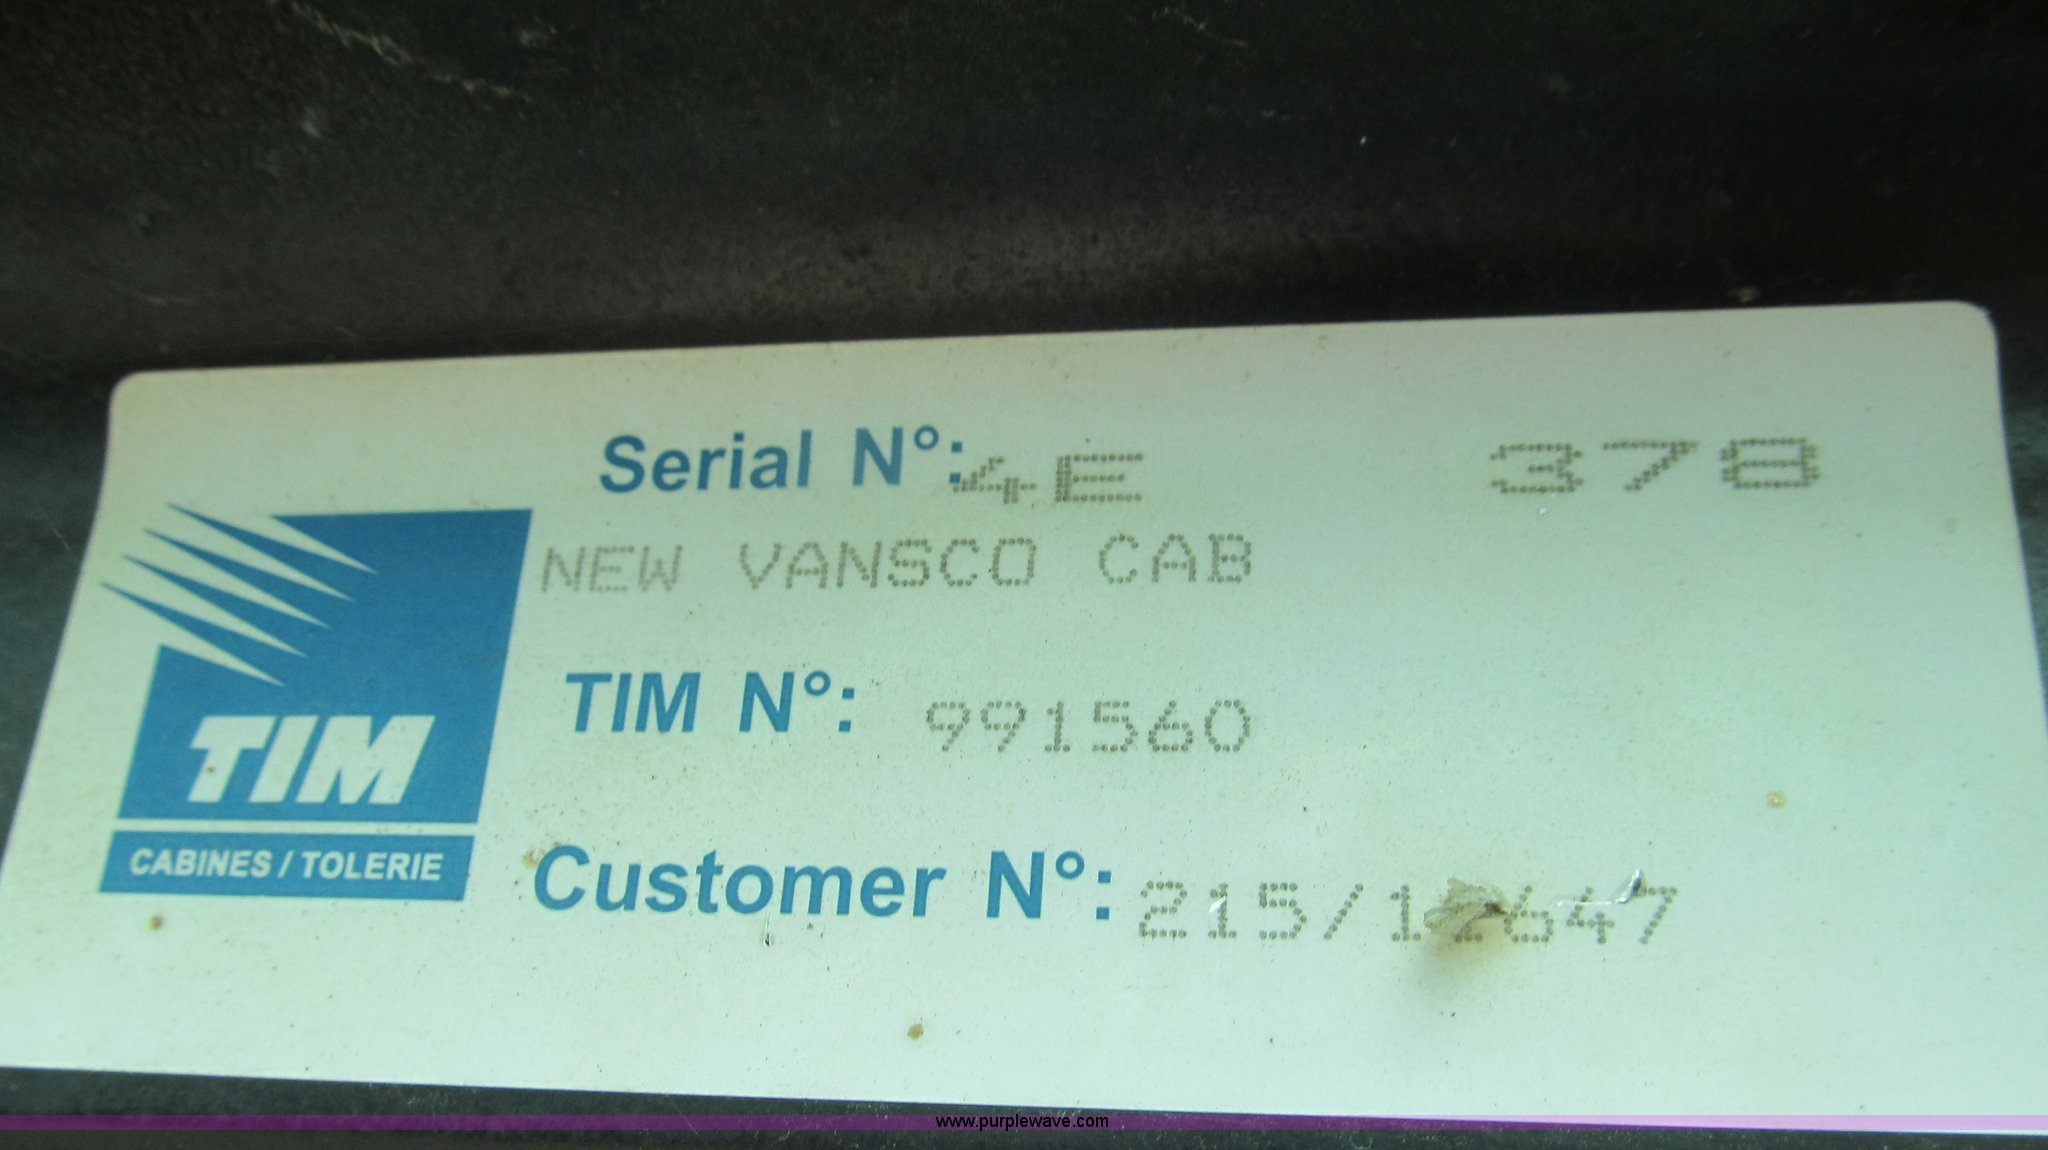 Serial N°: 4E 378
NEW VANSCO CAB
TIM N°: 991560
TIM
CABINES / TOLERIE
Customer N°:
www.purplewave.com